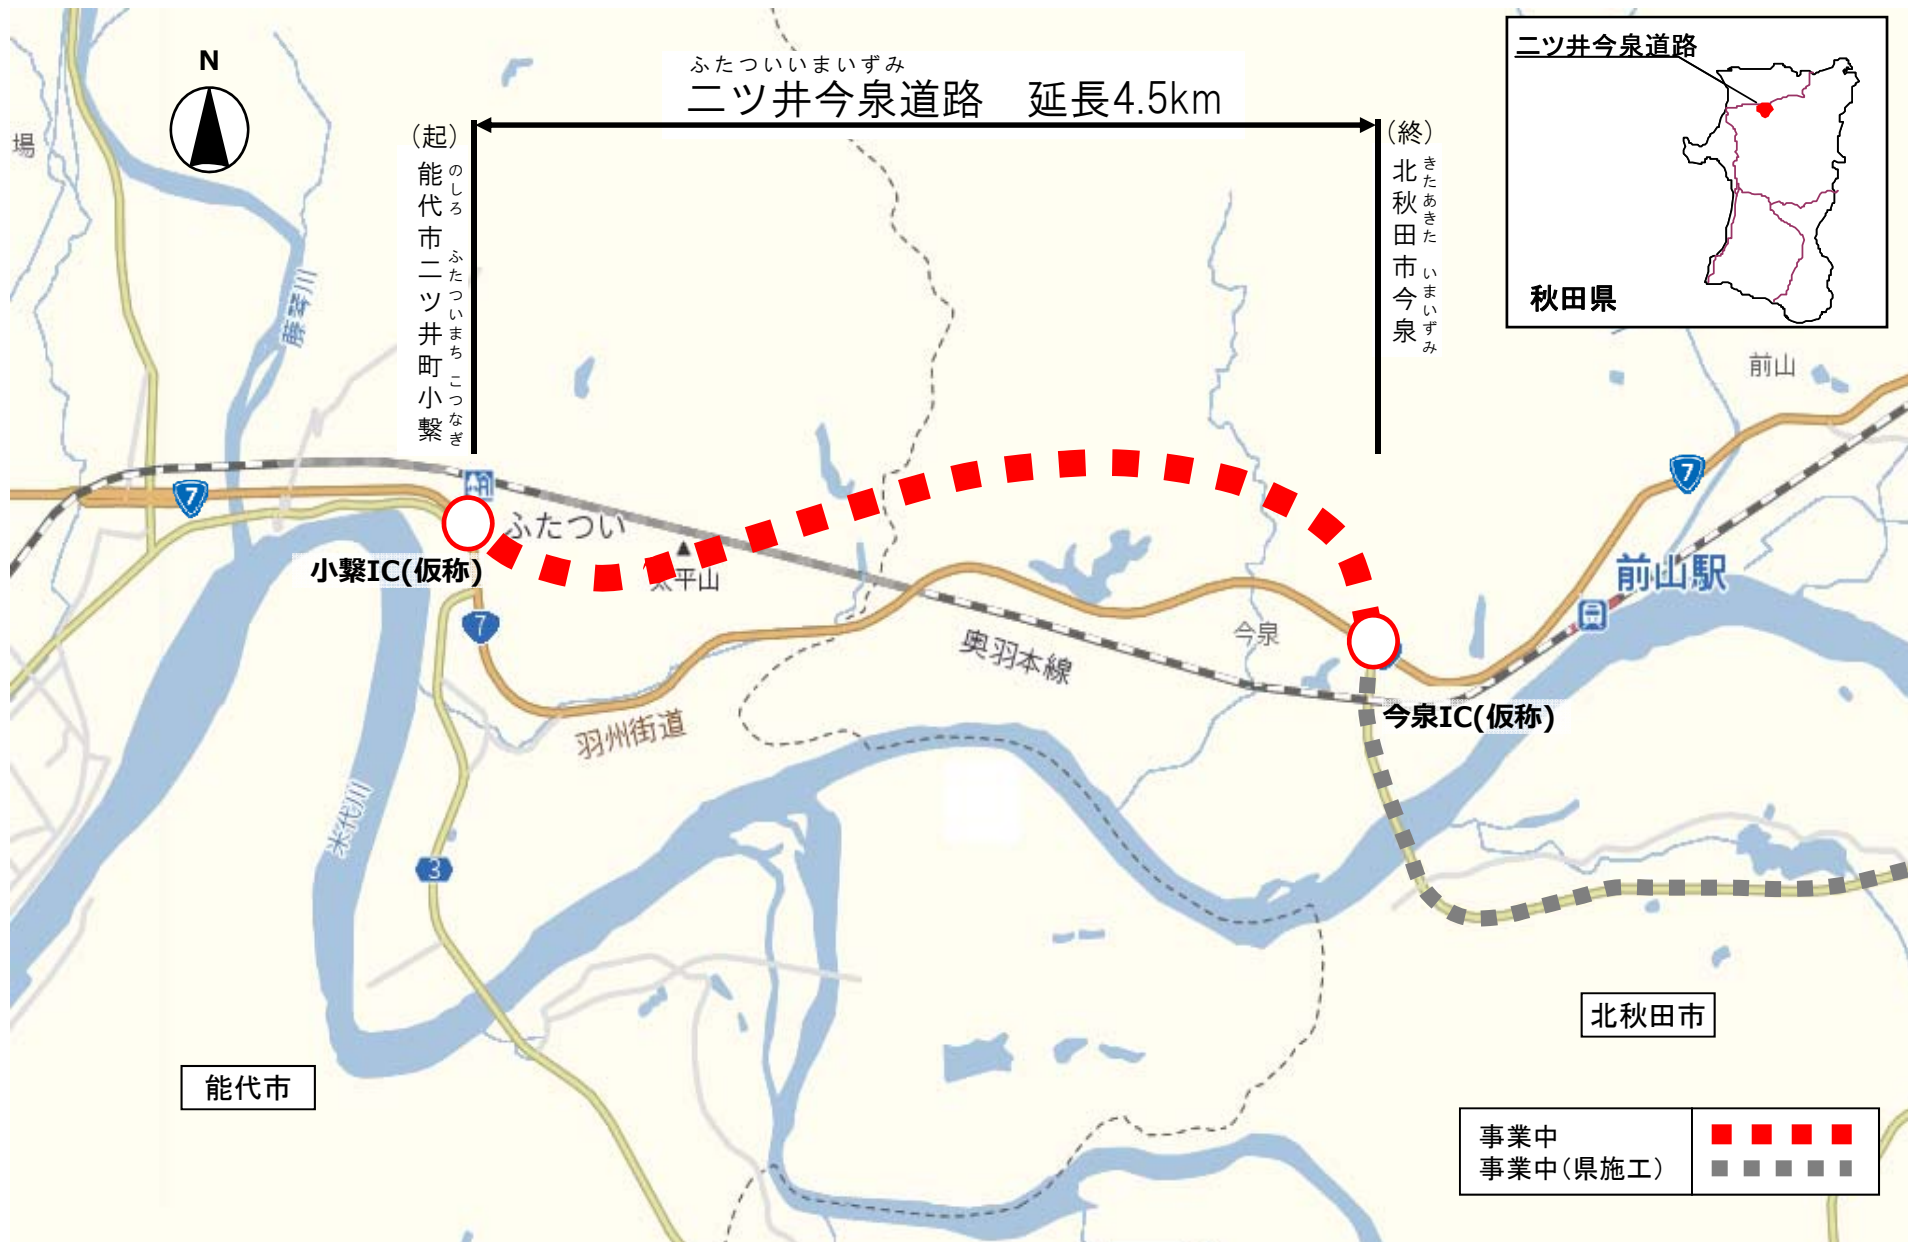 N
ふたついいまいずみ
二ツ井今泉道路　延長4.5km
(起)
能代市二ツ井町小繋
のしろ ふたついまち こつなぎ
(終)
北秋田市今泉
きたあきた いまいずみ
二ツ井今泉道路
秋田県
場
藤琴川
前山
7
7
ふたつい
小繋IC(仮称)
太平山
7
前山駅
今泉
奥羽本線
今泉IC(仮称)
羽州街道
米代川
3
北秋田市
能代市
事業中
事業中(県施工)